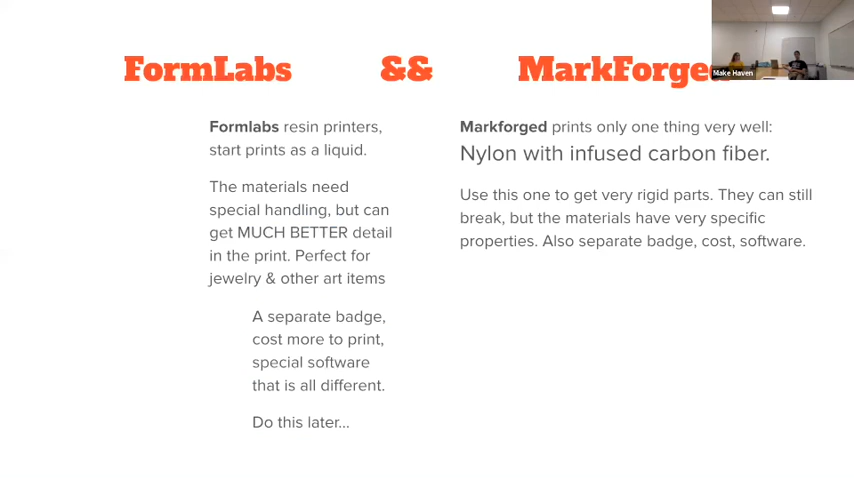 FormLabs && MarkForged
Make Haven
Formlabs resin printers,
start prints as a liquid.
The materials need
special handling, but can
get MUCH BETTER detail
in the print. Perfect for
jewelry & other art items
A separate badge,
cost more to print,
special software
that is all different.
Do this later...
Markforged prints only one thing very well:
Nylon with infused carbon fiber.
Use this one to get very rigid parts. They can still
break, but the materials have very specific
properties. Also separate badge, cost, software.